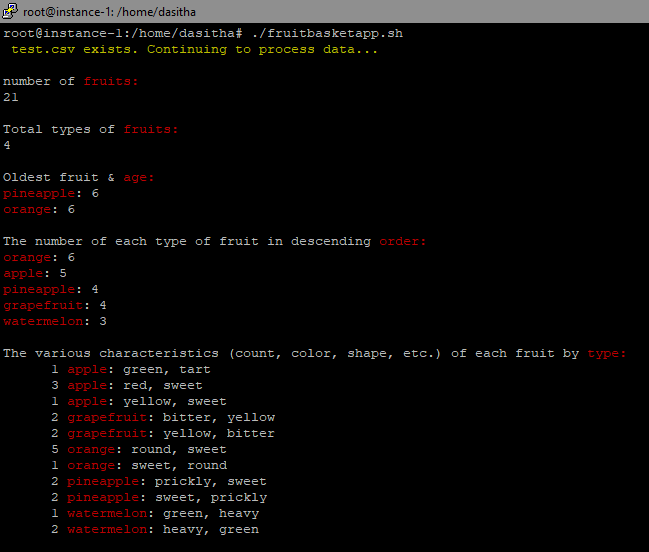 root@instance-1: /home/dasitha
root@instance-1:/home/dasitha# ./fruitbasketapp.sh
test.csv exists. Continuing to process data...
number of fruits:
21
Total types of fruits:
4
Oldest fruit & age:
pineapple: 6
orange: 6
The number of each type of fruit in descending order:
orange: 6
apple: 5
pineapple: 4
grapefruit: 4
watermelon: 3
The various characteristics (count, color, shape, etc.) of each fruit by type:
1 apple: green, tart
3 apple: red, sweet
1 apple: yellow, sweet
2 grapefruit: bitter, yellow
2 grapefruit: yellow, bitter
5 orange: round, sweet
1 orange: sweet, round
2 pineapple: prickly, sweet
2 pineapple: sweet, prickly
1 watermelon: green, heavy
2 watermelon: heavy, green